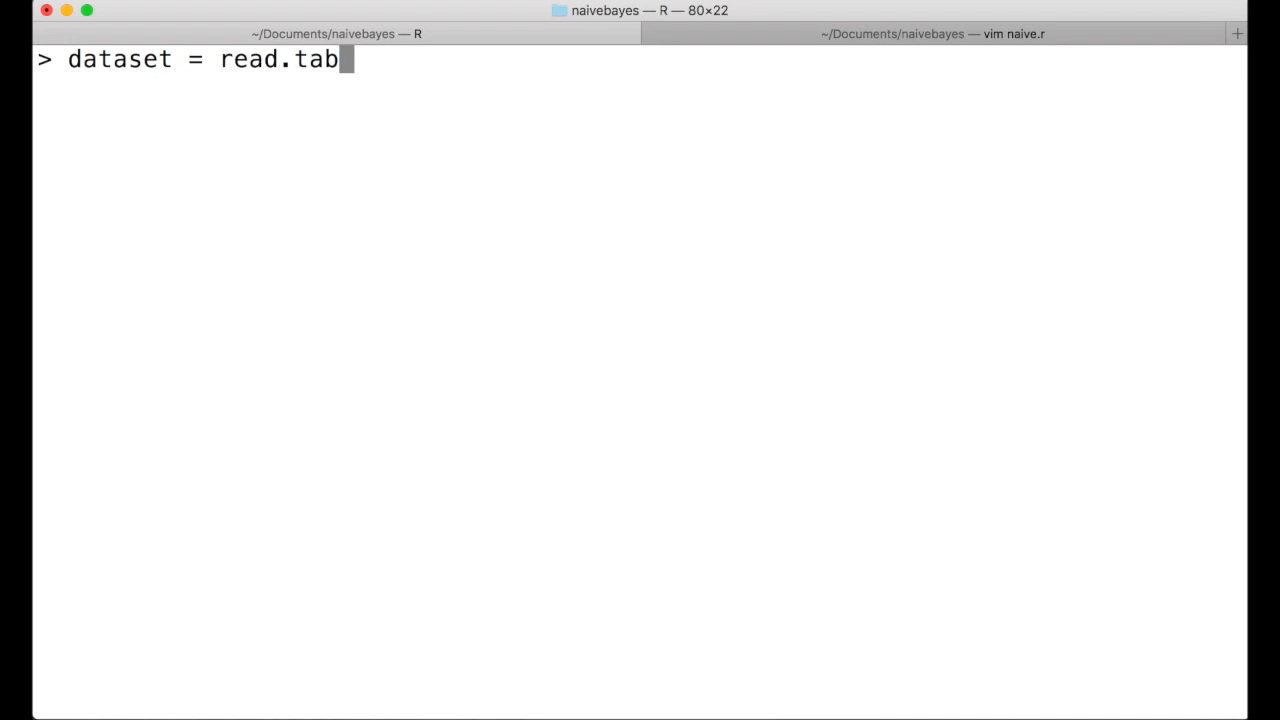 naivebayes — R — 80×22
~/Documents/naivebayes — R
~/Documents/naivebayes — vim naive.r
> dataset = read.tab